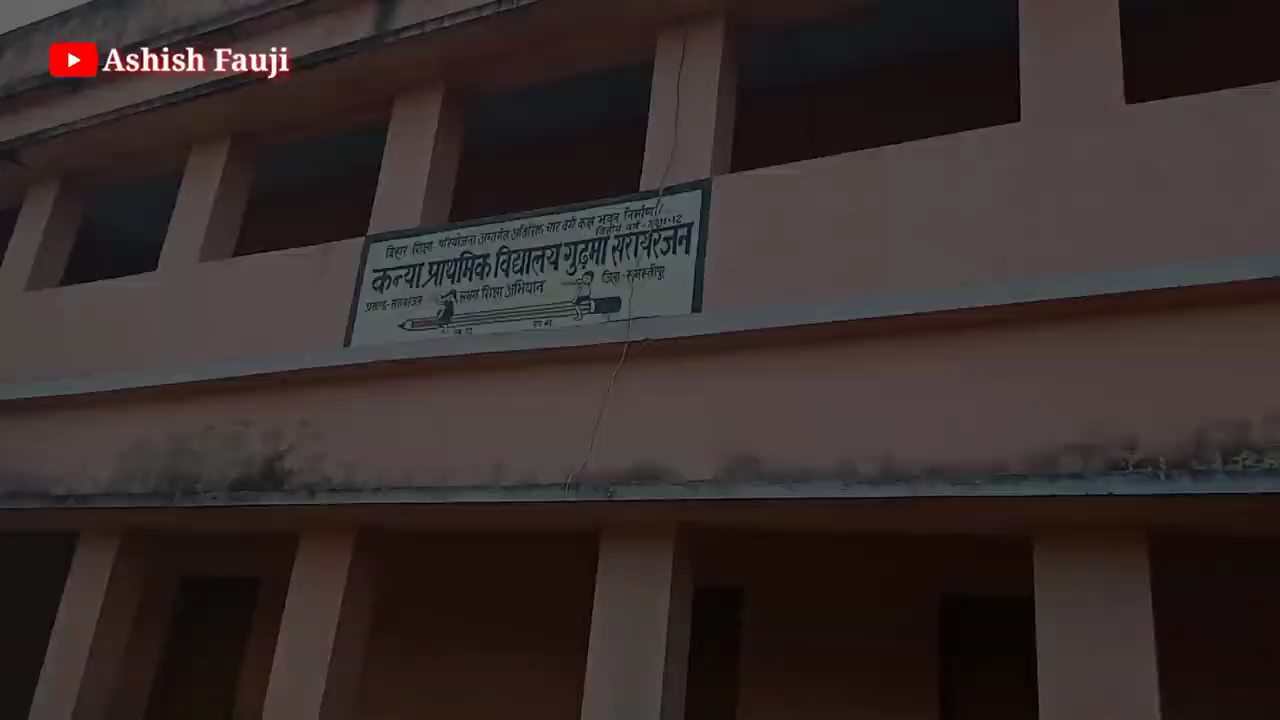 Ashish Fauji
बिहार शिक्षा परियोजना अन्तर्गत अतिरिक्त चार वर्ग कक्ष भवन निर्माण//
वित्तीय वर्ष-2011-12
कन्या प्राथमिक विद्यालय गुढ़मा सरायरंजन
प्रखण्ड-सरायरंजन सर्व शिक्षा अभियान जिला-समस्तीपुर